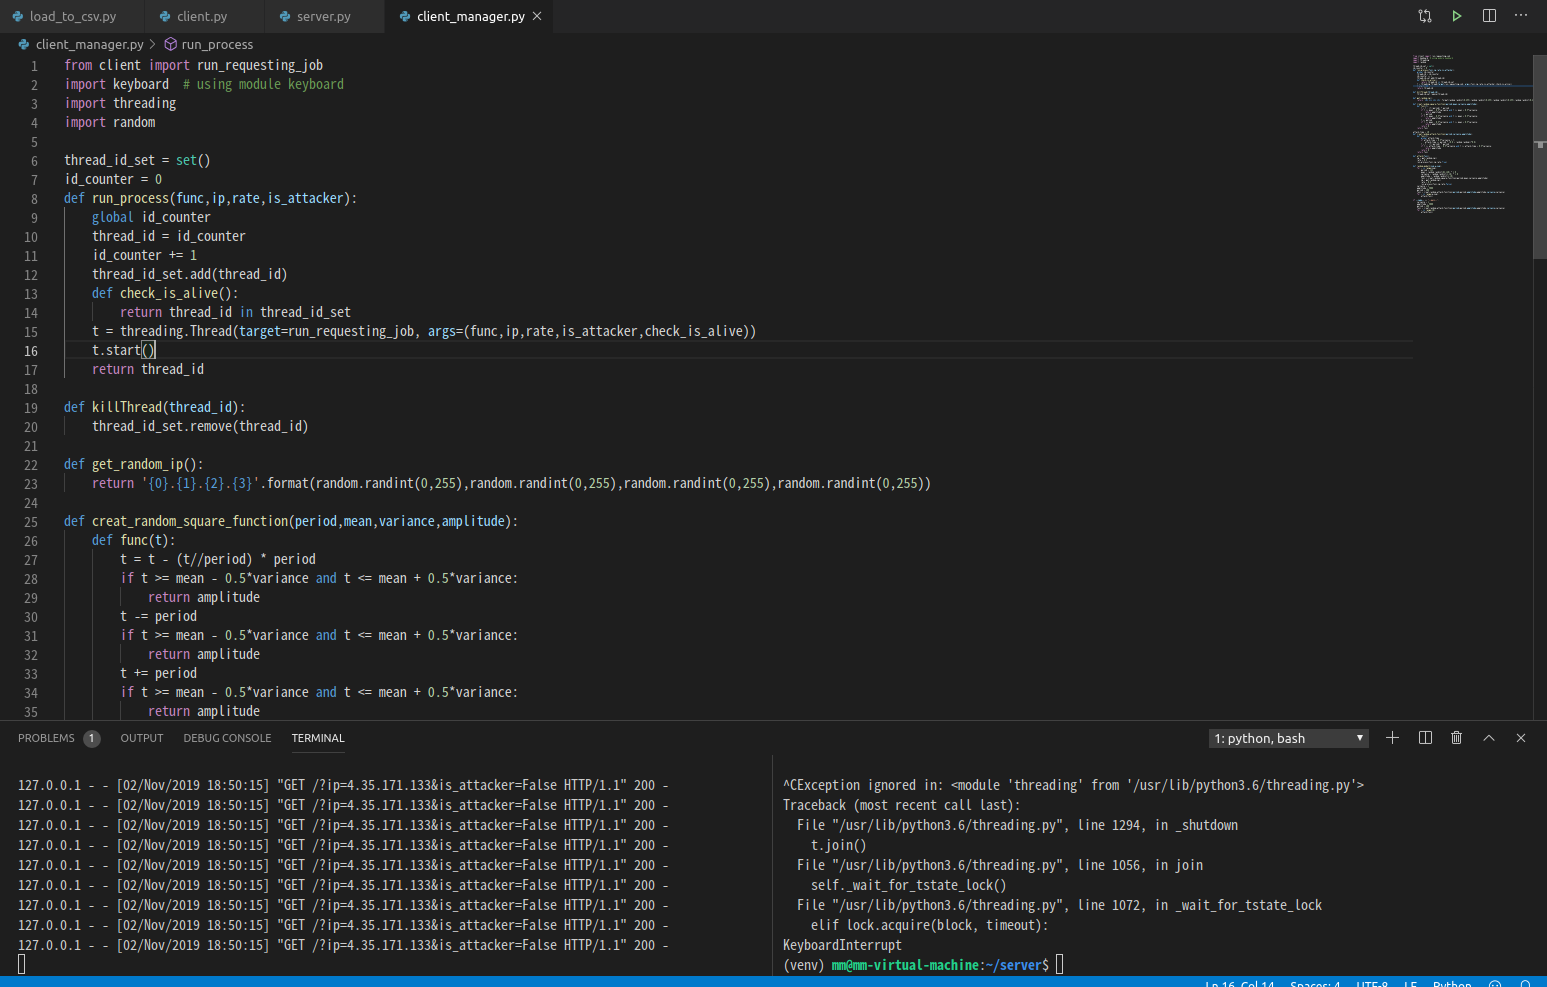 load_to_csv.py client.py server.py client_manager.py
client_manager.py > run_process
1 from client import run_requesting_job
2 import keyboard  # using module keyboard
3 import threading
4 import random
5
6 thread_id_set = set()
7 id_counter = 0
8 def run_process(func,ip,rate,is_attacker):
9     global id_counter
10     thread_id = id_counter
11     id_counter += 1
12     thread_id_set.add(thread_id)
13     def check_is_alive():
14         return thread_id in thread_id_set
15     t = threading.Thread(target=run_requesting_job, args=(func,ip,rate,is_attacker,check_is_alive))
16     t.start()
17     return thread_id
18
19 def killThread(thread_id):
20     thread_id_set.remove(thread_id)
21
22 def get_random_ip():
23     return '{0}.{1}.{2}.{3}'.format(random.randint(0,255),random.randint(0,255),random.randint(0,255),random.randint(0,255))
24
25 def creat_random_square_function(period,mean,variance,amplitude):
26     def func(t):
27         t = t - (t//period) * period
28         if t >= mean - 0.5*variance and t <= mean + 0.5*variance:
29             return amplitude
30         t -= period
31         if t >= mean - 0.5*variance and t <= mean + 0.5*variance:
32             return amplitude
33         t += period
34         if t >= mean - 0.5*variance and t <= mean + 0.5*variance:
35             return amplitude
PROBLEMS 1 OUTPUT DEBUG CONSOLE TERMINAL 1: python, bash
127.0.0.1 - - [02/Nov/2019 18:50:15] "GET /?ip=4.35.171.133&is_attacker=False HTTP/1.1" 200 -
127.0.0.1 - - [02/Nov/2019 18:50:15] "GET /?ip=4.35.171.133&is_attacker=False HTTP/1.1" 200 -
127.0.0.1 - - [02/Nov/2019 18:50:15] "GET /?ip=4.35.171.133&is_attacker=False HTTP/1.1" 200 -
127.0.0.1 - - [02/Nov/2019 18:50:15] "GET /?ip=4.35.171.133&is_attacker=False HTTP/1.1" 200 -
127.0.0.1 - - [02/Nov/2019 18:50:15] "GET /?ip=4.35.171.133&is_attacker=False HTTP/1.1" 200 -
127.0.0.1 - - [02/Nov/2019 18:50:15] "GET /?ip=4.35.171.133&is_attacker=False HTTP/1.1" 200 -
127.0.0.1 - - [02/Nov/2019 18:50:15] "GET /?ip=4.35.171.133&is_attacker=False HTTP/1.1" 200 -
127.0.0.1 - - [02/Nov/2019 18:50:15] "GET /?ip=4.35.171.133&is_attacker=False HTTP/1.1" 200 -
127.0.0.1 - - [02/Nov/2019 18:50:15] "GET /?ip=4.35.171.133&is_attacker=False HTTP/1.1" 200 -
^CException ignored in: <module 'threading' from '/usr/lib/python3.6/threading.py'>
Traceback (most recent call last):
  File "/usr/lib/python3.6/threading.py", line 1294, in _shutdown
    t.join()
  File "/usr/lib/python3.6/threading.py", line 1056, in join
    self._wait_for_tstate_lock()
  File "/usr/lib/python3.6/threading.py", line 1072, in _wait_for_tstate_lock
    elif lock.acquire(block, timeout):
KeyboardInterrupt
(venv) mm@mm-virtual-machine:~/server$
Ln 16, Col 14 Spaces: 4 UTF-8 LF Python